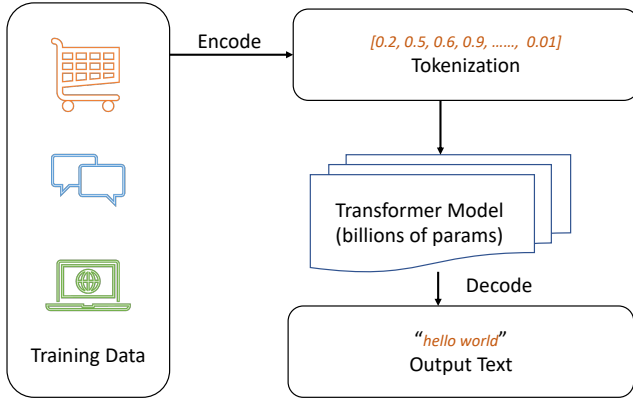 Encode
[0.2, 0.5, 0.6, 0.9, ......, 0.01]
Tokenization
Transformer Model
(billions of params)
Decode
“hello world”
Output Text
Training Data